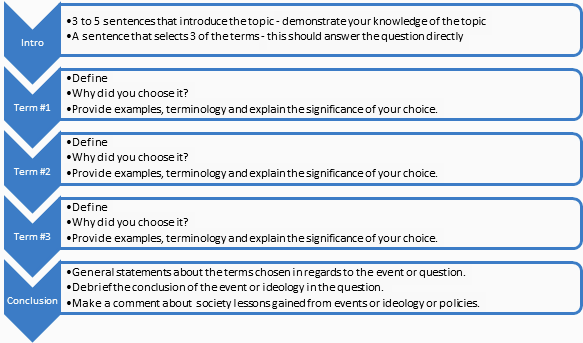 Intro
•3 to 5 sentences that introduce the topic - demonstrate your knowledge of the topic
•A sentence that selects 3 of the terms - this should answer the question directly
Term #1
•Define
•Why did you choose it?
•Provide examples, terminology and explain the significance of your choice.
Term #2
•Define
•Why did you choose it?
•Provide examples, terminology and explain the significance of your choice.
Term #3
•Define
•Why did you choose it?
•Provide examples, terminology and explain the significance of your choice.
Conclusion
•General statements about the terms chosen in regards to the event or question.
•Debrief the conclusion of the event or ideology in the question.
•Make a comment about society lessons gained from events or ideology or policies.